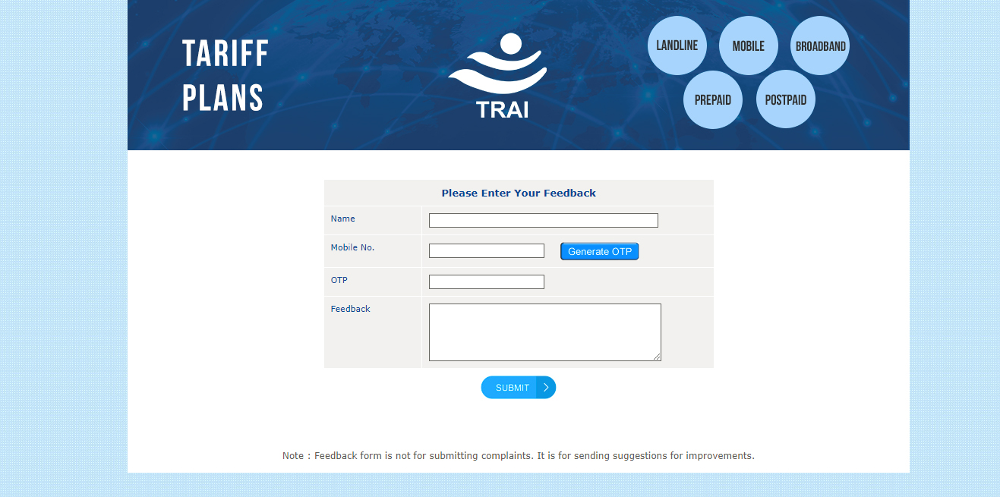 TARIFF
PLANS
TRAI
LANDLINE
MOBILE
BROADBAND
PREPAID
POSTPAID
Please Enter Your Feedback
Name
Mobile No.
Generate OTP
OTP
Feedback
SUBMIT
Note : Feedback form is not for submitting complaints. It is for sending suggestions for improvements.